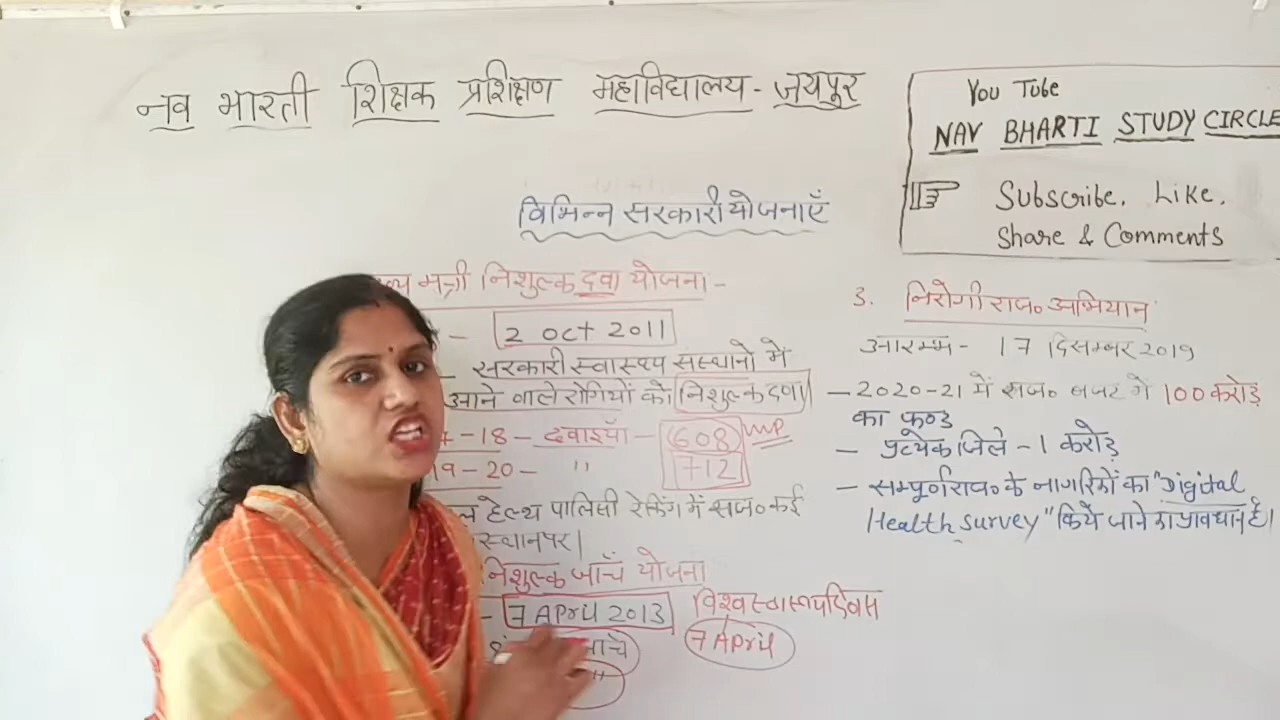 नव भारती शिक्षक प्रशिक्षण महाविद्यालय - जयपुर
You Tube
NAV BHARTI STUDY CIRCLE
Subscribe, Like,
Share & Comments
विभिन्न सरकारी योजनाएँ
मन्त्री निशुल्क दवा योजना -
- 2 Oct 2011
- सरकारी स्वास्थ्य संस्थानो में
आने वाले रोगियों को निशुल्क दवा
-18 - दवाइयाँ - 608 Imp
19-20 - " 712
हेल्थ पालिसी रेकिंग में राज०
स्थान पर।
निशुल्क जाँच योजना
- 7 April 2013 विश्व स्वास्थ्य दिवस
जाँचे 7 April
"
3. निरोगी राज० अभियान
आरम्भ - 17 दिसम्बर 2019
- 2020-21 में राज० बजट में 100 करोड़
का फूण्ड
- प्रत्येक जिले - 1 करोड़
- सम्पूर्ण राज० के नागरिकों का "Digital
Health Survey" किये जाने का प्रावधान है।